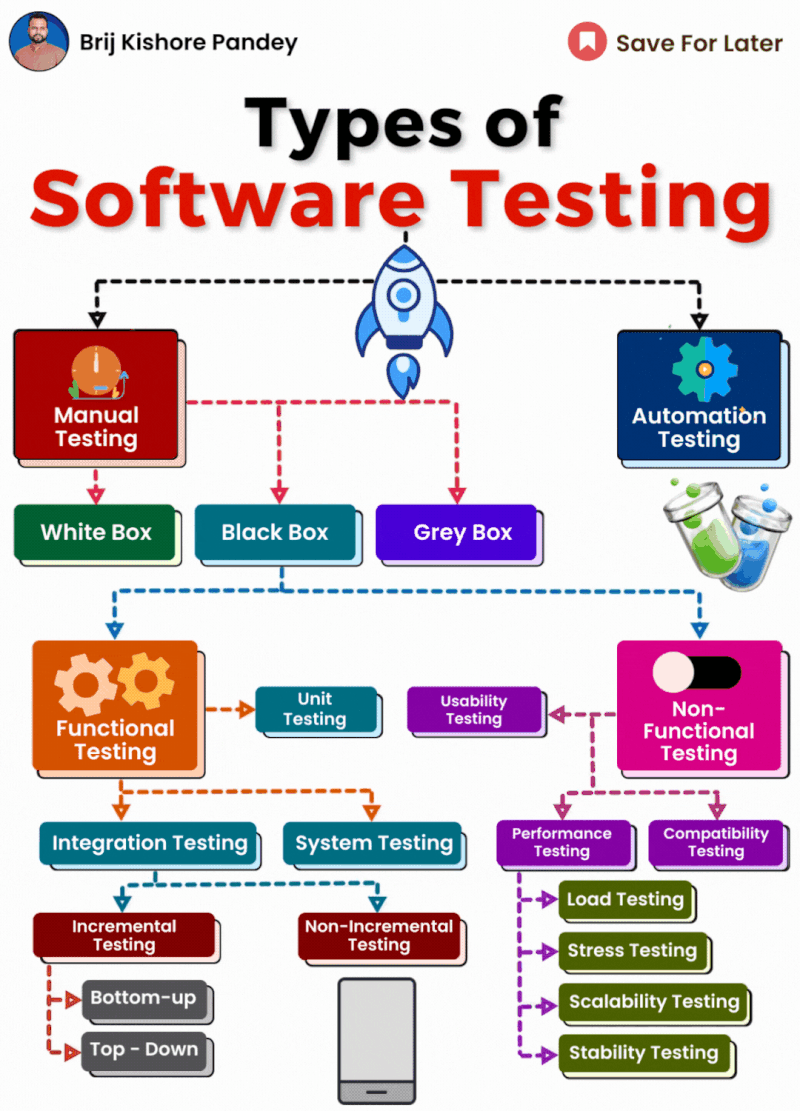 Brij Kishore Pandey
Save For Later
Types of
Software Testing
Manual
Testing
Automation
Testing
White Box
Black Box
Grey Box
Functional
Testing
Unit
Testing
Usability
Testing
Non-
Functional
Testing
Integration Testing
System Testing
Performance
Testing
Compatibility
Testing
Incremental
Testing
Non-Incremental
Testing
Load Testing
Stress Testing
Bottom-up
Scalability Testing
Top - Down
Stability Testing